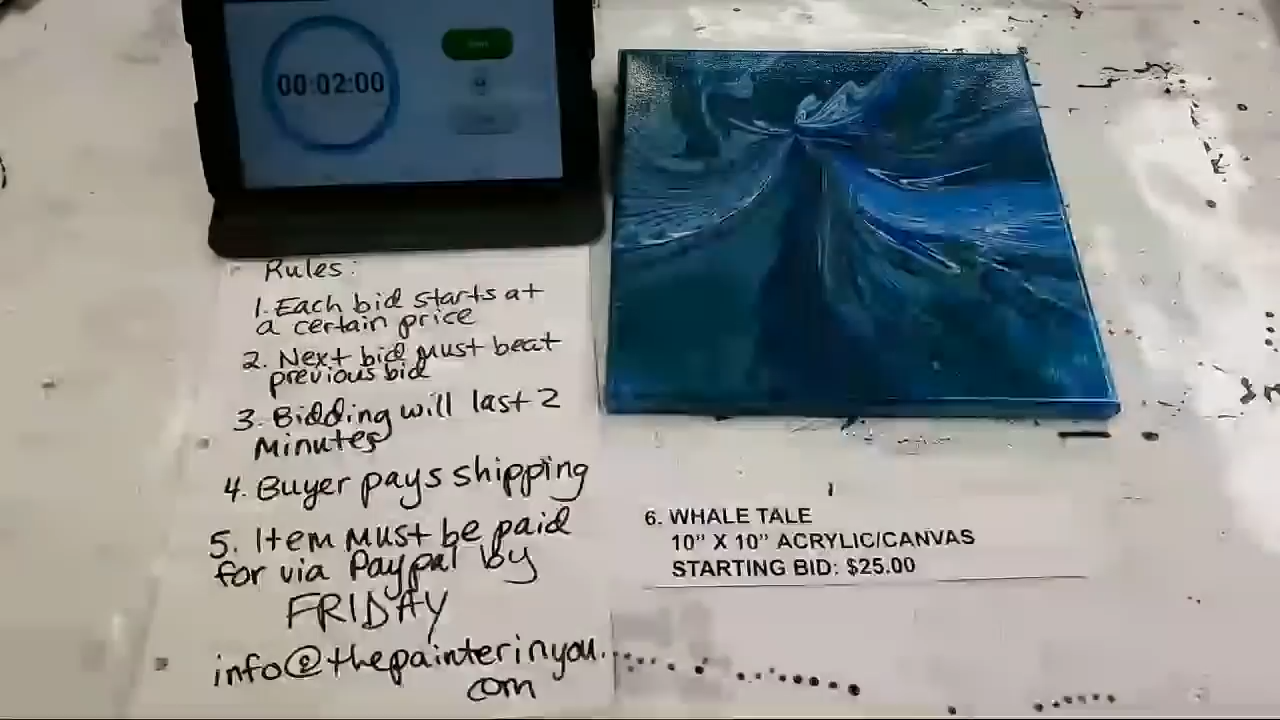 00:02:00
Start
Rules:
1. Each bid starts at
a certain price
2. Next bid must beat
previous bid
3. Bidding will last 2
Minutes
4. Buyer pays shipping
5. Item must be paid
for via Paypal by
FRIDAY
info@thepainterinyou.
com
6. WHALE TALE
10" X 10" ACRYLIC/CANVAS
STARTING BID: $25.00